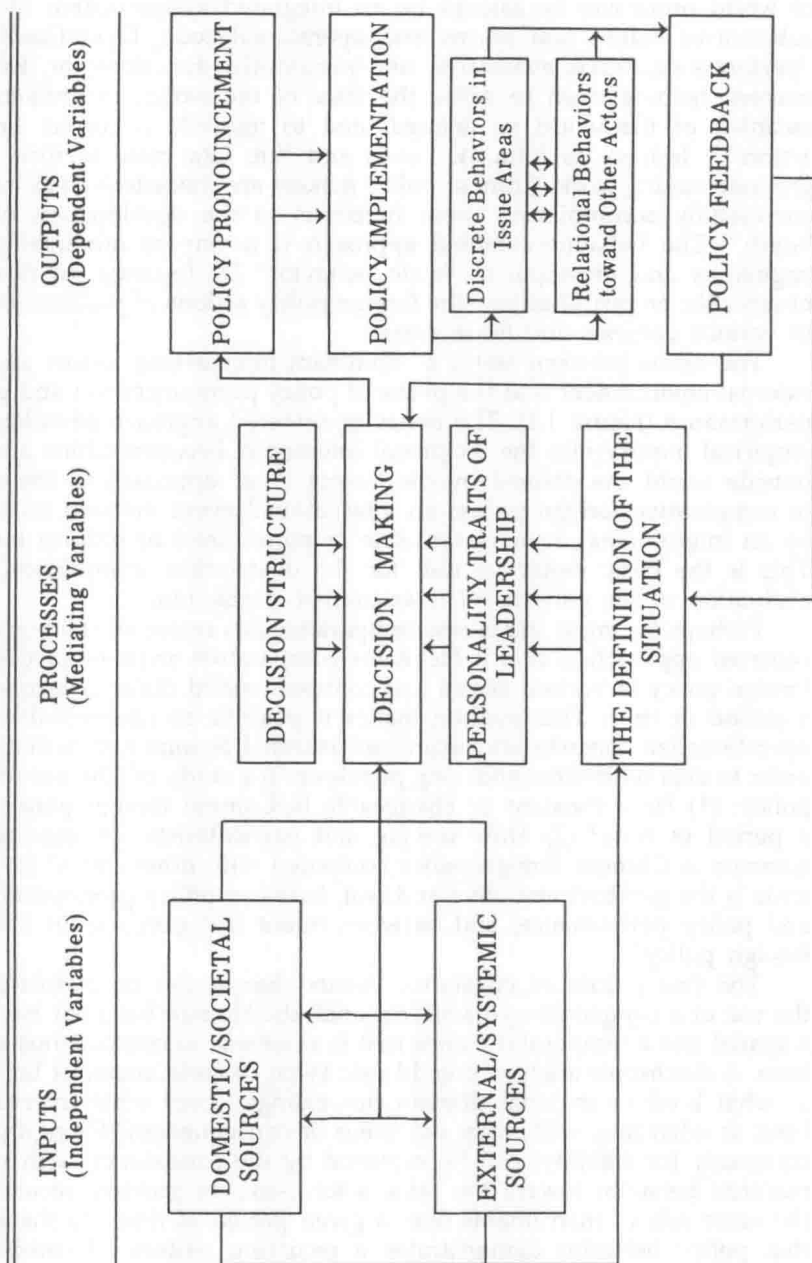 INPUTS
(Independent Variables)
PROCESSES
(Mediating Variables)
OUTPUTS
(Dependent Variables)
DOMESTIC/SOCIETAL
SOURCES
EXTERNAL/SYSTEMIC
SOURCES
DECISION STRUCTURE
DECISION MAKING
PERSONALITY TRAITS OF
LEADERSHIP
THE DEFINITION OF THE
SITUATION
POLICY PRONOUNCEMENT
POLICY IMPLEMENTATION
Discrete Behaviors in
Issue Areas
Relational Behaviors
toward Other Actors
POLICY FEEDBACK